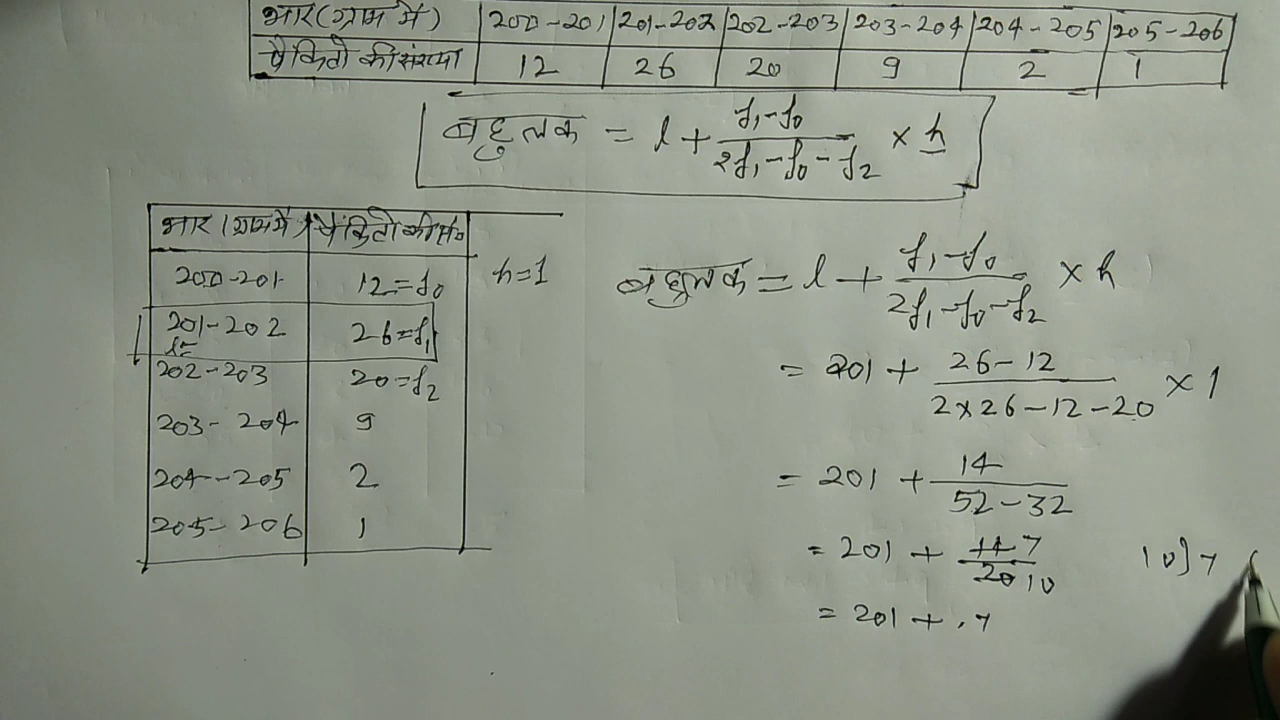 भार (ग्राम में) 200-201 201-202 202-203 203-204 204-205 205-206
पैकितो की संख्या 12 26 20 9 2 1
बहुलक = l + f₁-f₀ / 2f₁-f₀-f₂ × h
भार (ग्राम में) पैकितो की सं०
200-201 12=f₀ h=1
201-202 26=f₁
l=
202-203 20=f₂
203-204 9
204-205 2
205-206 1
बहुलक = l + f₁-f₀ / 2f₁-f₀-f₂ × h
= 201 + 26-12 / 2×26-12-20 × 1
= 201 + 14 / 52-32
= 201 + 14 7 / 20 10
10)7
= 201 + .7